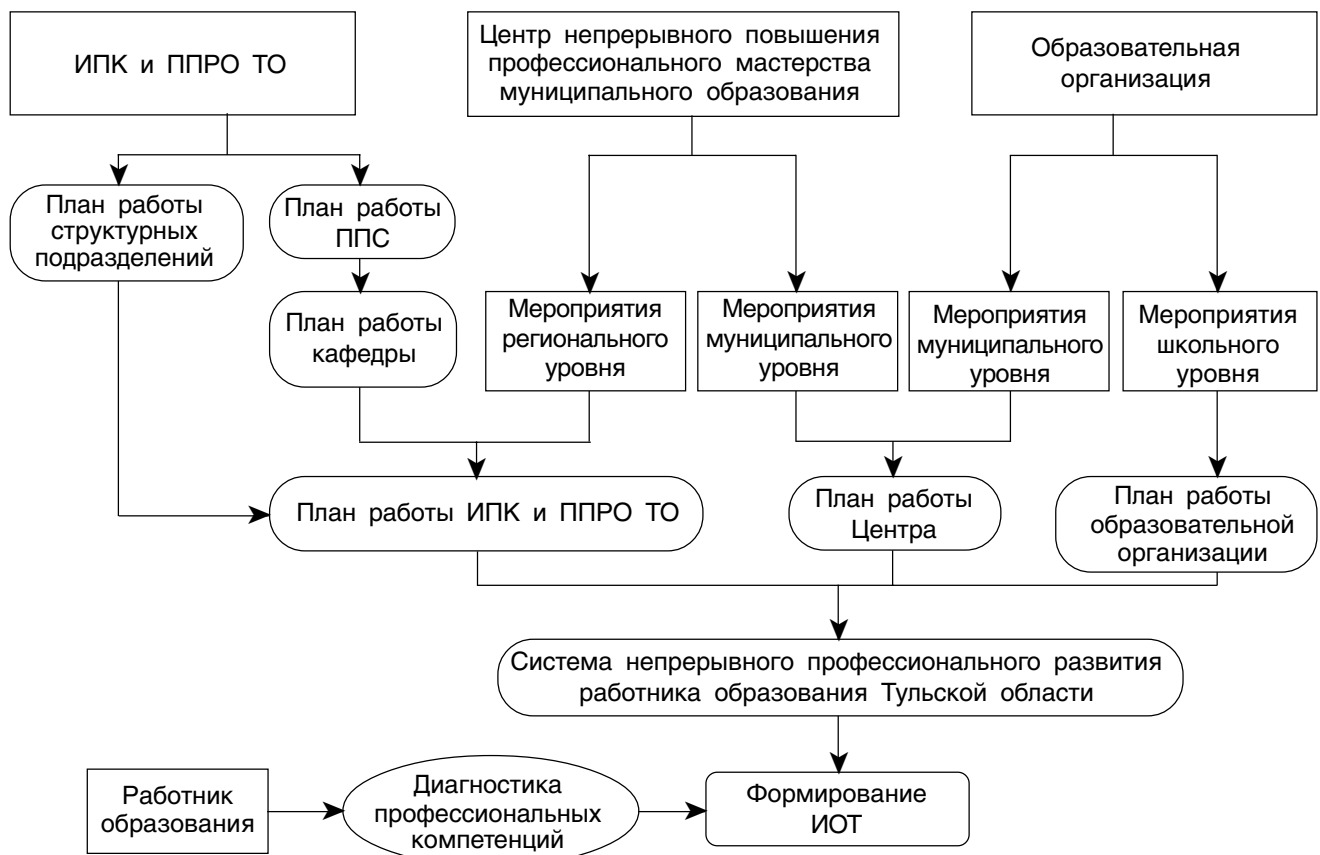 ИПК и ППРО ТО
Центр непрерывного повышения
профессионального мастерства
муниципального образования
Образовательная
организация
План работы
структурных
подразделений
План работы
ППС
План работы
кафедры
Мероприятия
регионального
уровня
Мероприятия
муниципального
уровня
Мероприятия
муниципального
уровня
Мероприятия
школьного
уровня
План работы ИПК и ППРО ТО
План работы
Центра
План работы
образовательной
организации
Система непрерывного профессионального развития
работника образования Тульской области
Работник
образования
Диагностика
профессиональных
компетенций
Формирование
ИОТ